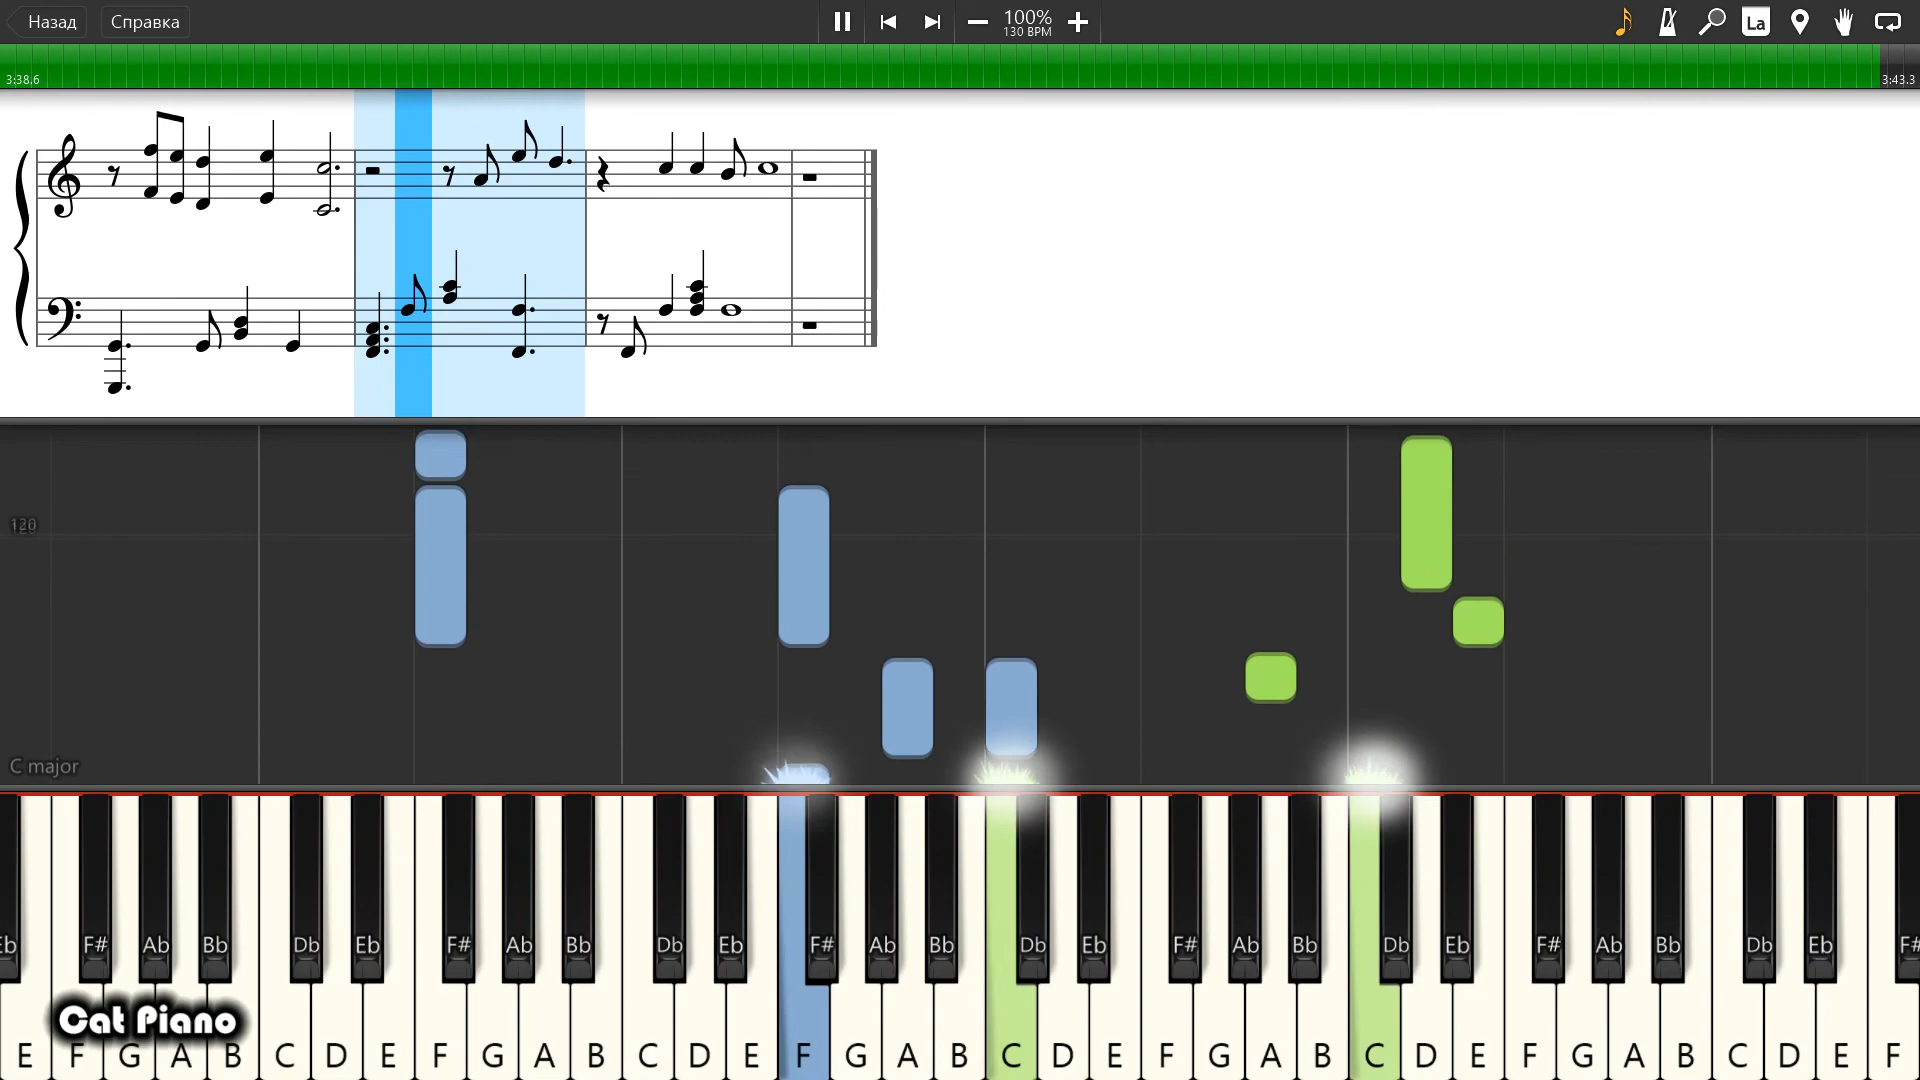 Назад Справка 100% La
130 BPM
3:38.6 3:43.3
C major
Eb F# Ab Bb Db Eb F# Ab Bb Db Eb F# Ab Bb Db Eb F# Ab Bb Db Eb F# Ab Bb Db Eb F#
Cat Piano
E F G A B C D E F G A B C D E F G A B C D E F G A B C D E F G A B C D E F